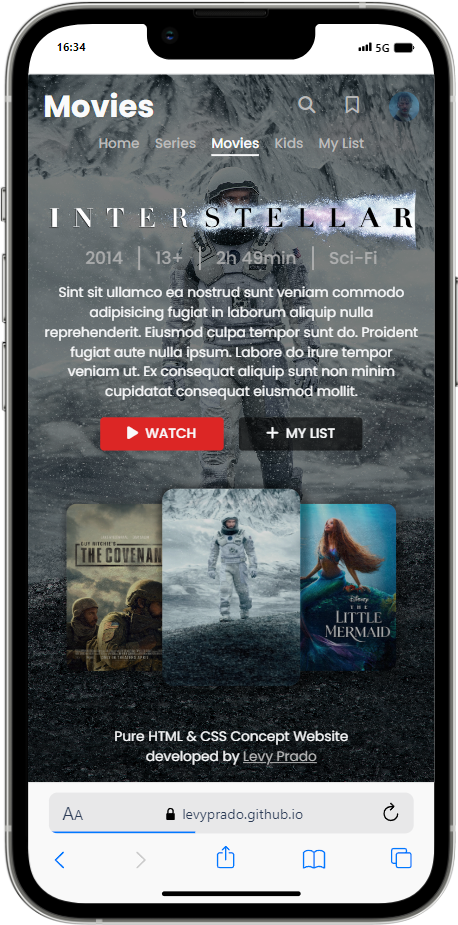 16:34
5G
Movies
Home Series Movies Kids My List
INTERSTELLAR
2014 | 13+ | 2h 49min | Sci-Fi
Sint sit ullamco ea nostrud sunt veniam commodo
adipisicing fugiat in laborum aliquip nulla
reprehenderit. Eiusmod culpa tempor sunt do. Proident
fugiat aute nulla ipsum. Labore do irure tempor
veniam ut. Ex consequat aliquip sunt non minim
cupidatat consequat eiusmod mollit.
WATCH
+ MY LIST
GUY RITCHIE'S
THE COVENAN
Disney
THE
LITTLE
MERMAID
Pure HTML & CSS Concept Website
developed by Levy Prado
AA levyprado.github.io